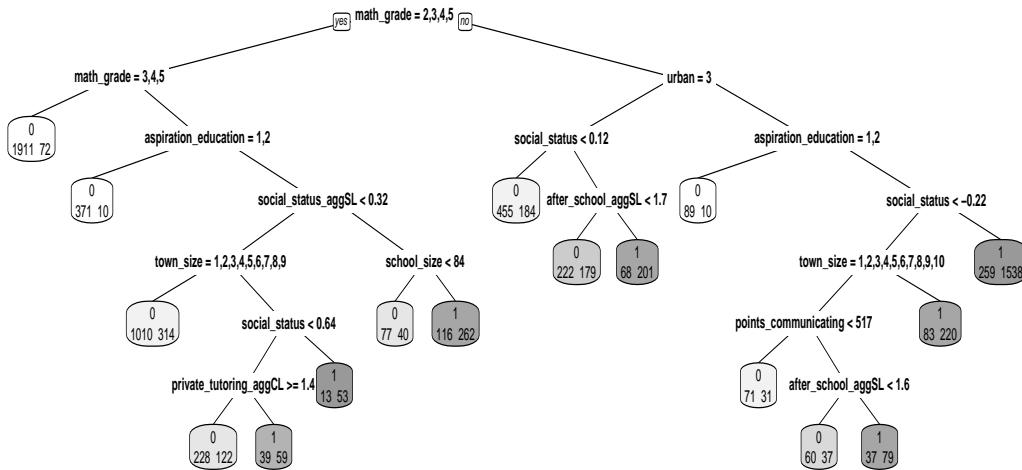 math_grade = 2,3,4,5
yes no
math_grade = 3,4,5
urban = 3
0
1911 72
aspiration_education = 1,2
social_status < 0.12
aspiration_education = 1,2
0
371 10
social_status_aggSL < 0.32
0
455 184
after_school_aggSL < 1.7
0
89 10
social_status < −0.22
town_size = 1,2,3,4,5,6,7,8,9
school_size < 84
0
222 179
1
68 201
town_size = 1,2,3,4,5,6,7,8,9,10
1
259 1538
0
1010 314
social_status < 0.64
0
77 40
1
116 262
points_communicating < 517
1
83 220
private_tutoring_aggCL >= 1.4
1
13 53
0
71 31
after_school_aggSL < 1.6
0
228 122
1
39 59
0
60 37
1
37 79